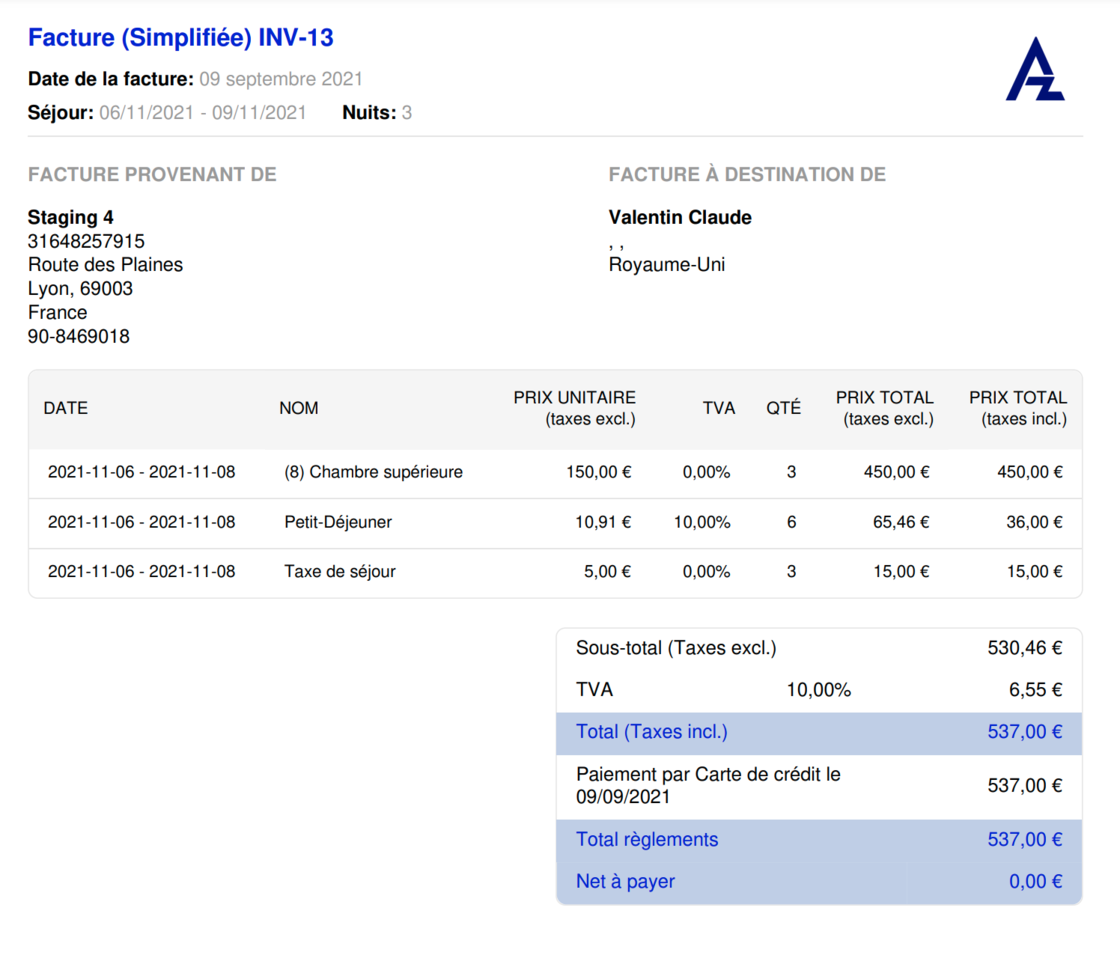 Facture (Simplifiée) INV-13
Date de la facture: 09 septembre 2021
Séjour: 06/11/2021 - 09/11/2021 Nuits: 3
AZ
FACTURE PROVENANT DE
Staging 4
31648257915
Route des Plaines
Lyon, 69003
France
90-8469018
FACTURE À DESTINATION DE
Valentin Claude
, ,
Royaume-Uni
DATE NOM PRIX UNITAIRE (taxes excl.) TVA QTÉ PRIX TOTAL (taxes excl.) PRIX TOTAL (taxes incl.)
2021-11-06 - 2021-11-08 (8) Chambre supérieure 150,00 € 0,00% 3 450,00 € 450,00 €
2021-11-06 - 2021-11-08 Petit-Déjeuner 10,91 € 10,00% 6 65,46 € 36,00 €
2021-11-06 - 2021-11-08 Taxe de séjour 5,00 € 0,00% 3 15,00 € 15,00 €
Sous-total (Taxes excl.) 530,46 €
TVA 10,00% 6,55 €
Total (Taxes incl.) 537,00 €
Paiement par Carte de crédit le
09/09/2021 537,00 €
Total règlements 537,00 €
Net à payer 0,00 €